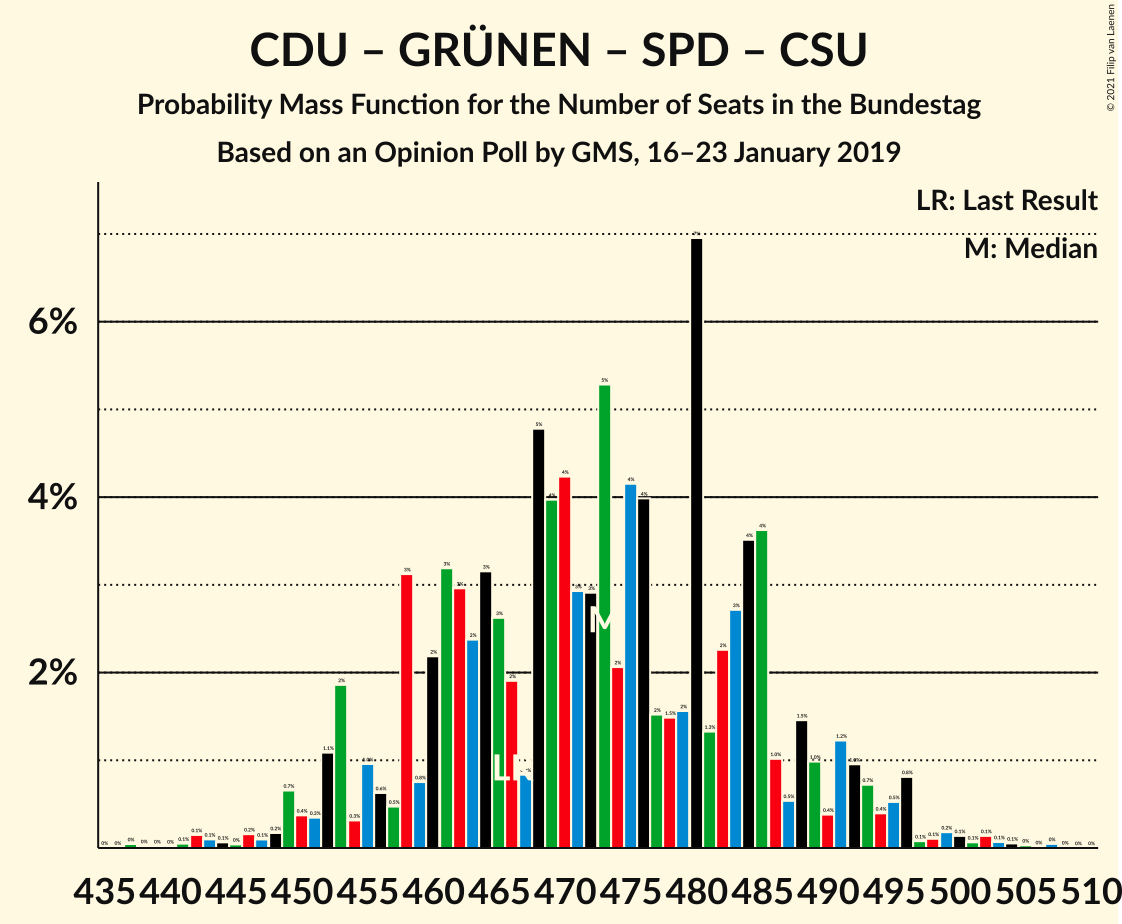 CDU – GRÜNEN – SPD – CSU
Probability Mass Function for the Number of Seats in the Bundestag
Based on an Opinion Poll by GMS, 16–23 January 2019
© 2021 Filip van Laenen
LR: Last Result
M: Median
6%
4%
2%
LR
M
435 440 445 450 455 460 465 470 475 480 485 490 495 500 505 510